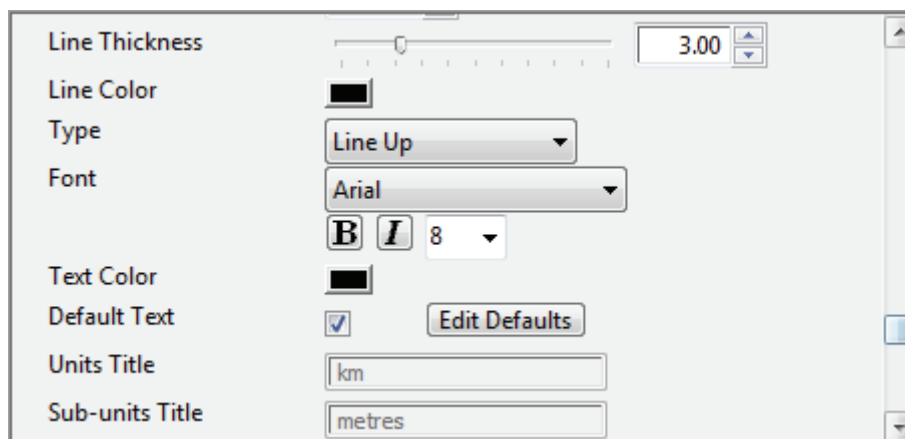 Line Thickness 3.00
Line Color
Type Line Up
Font Arial
B I 8
Text Color
Default Text Edit Defaults
Units Title km
Sub-units Title metres